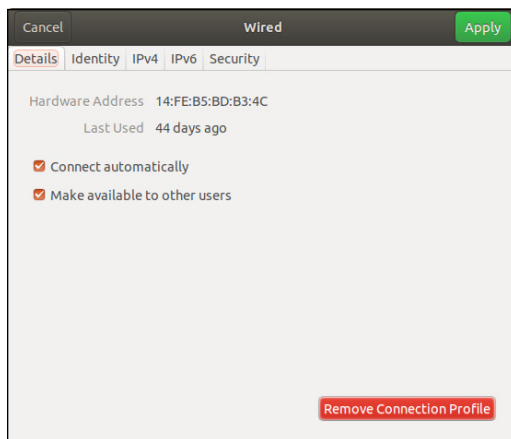 Cancel Wired Apply
Details Identity IPv4 IPv6 Security
Hardware Address 14:FE:B5:BD:B3:4C
Last Used 44 days ago
Connect automatically
Make available to other users
Remove Connection Profile